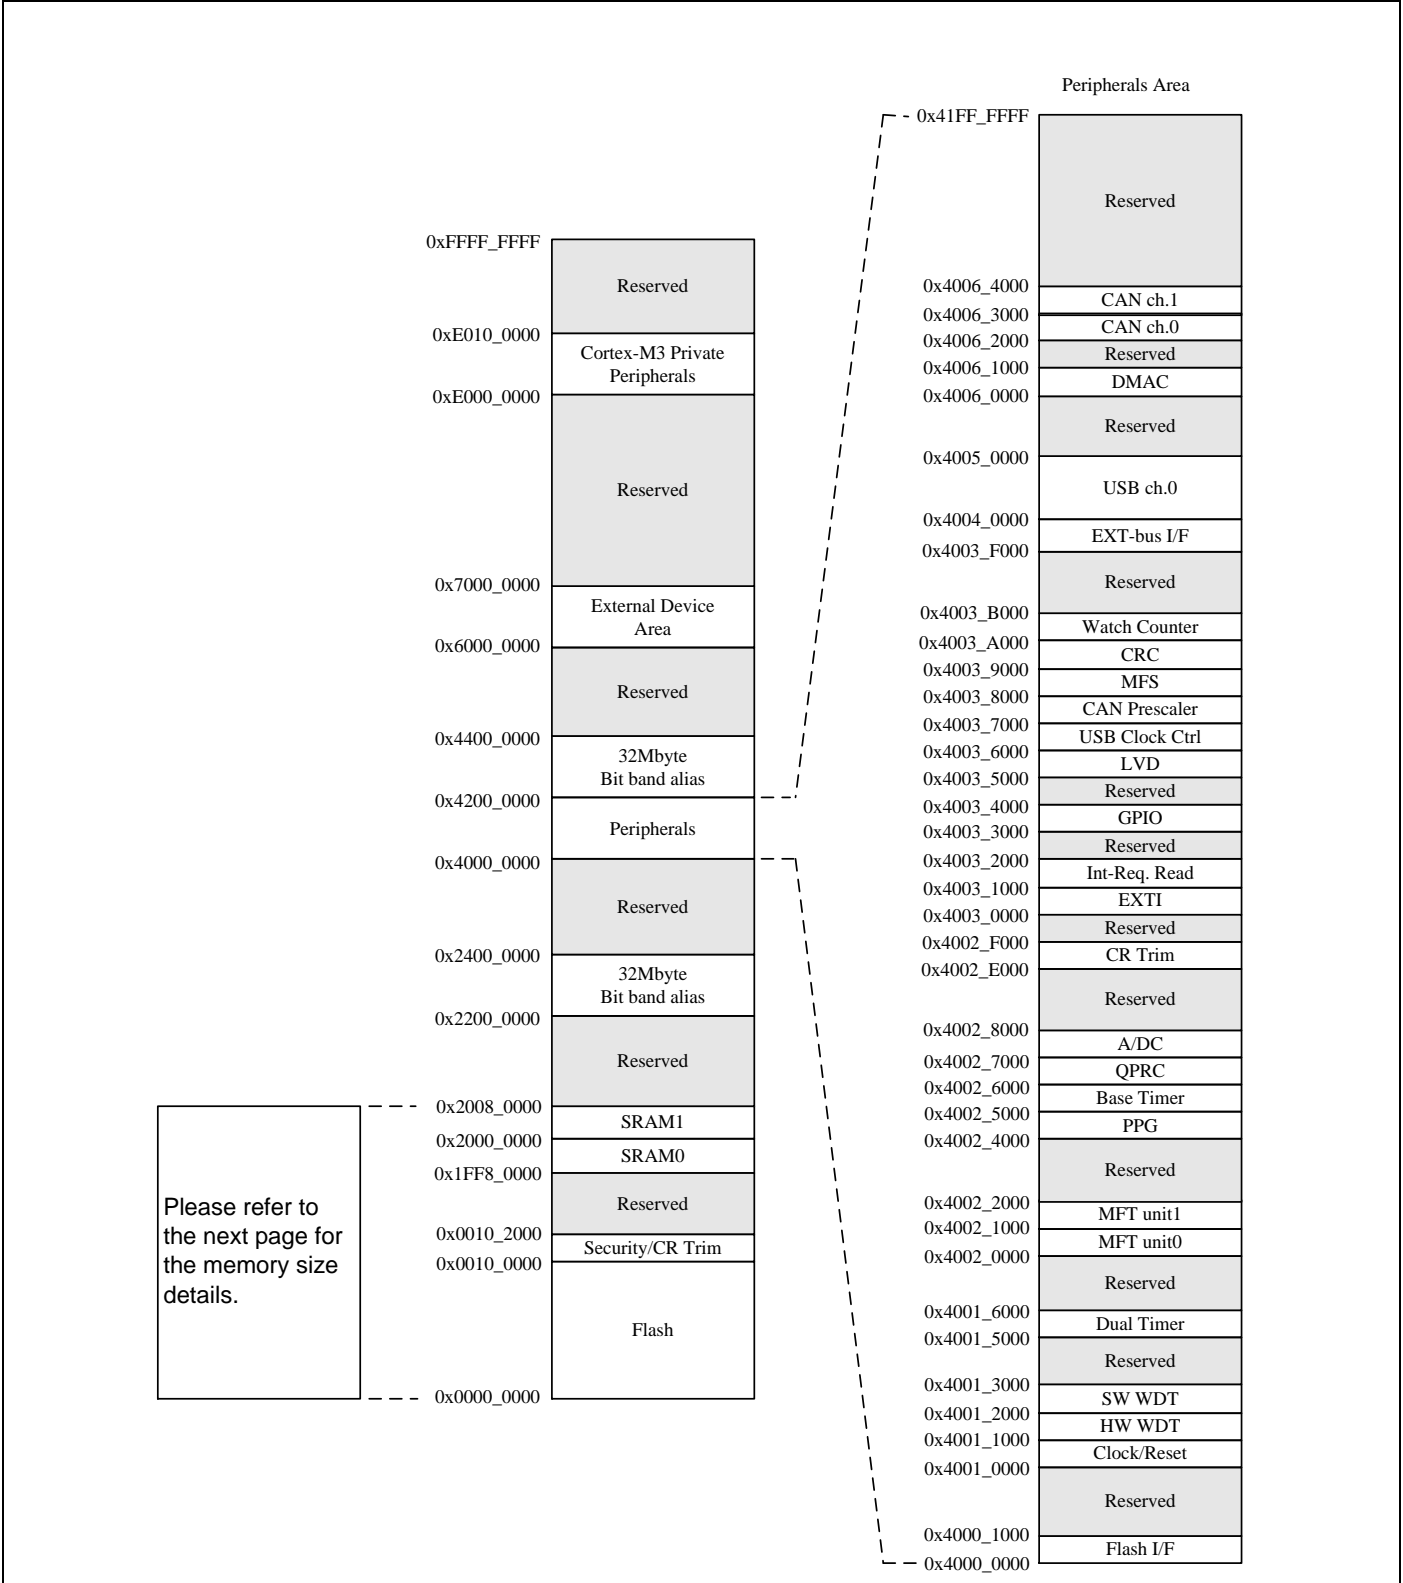 Peripherals Area
0x41FF_FFFF
Reserved
0x4006_4000
CAN ch.1
0x4006_3000
CAN ch.0
0x4006_2000
Reserved
0x4006_1000
DMAC
0x4006_0000
Reserved
0x4005_0000
USB ch.0
0x4004_0000
EXT-bus I/F
0x4003_F000
Reserved
0x4003_B000
Watch Counter
0x4003_A000
CRC
0x4003_9000
MFS
0x4003_8000
CAN Prescaler
0x4003_7000
USB Clock Ctrl
0x4003_6000
LVD
0x4003_5000
Reserved
0x4003_4000
GPIO
0x4003_3000
Reserved
0x4003_2000
Int-Req. Read
0x4003_1000
EXTI
0x4003_0000
Reserved
0x4002_F000
CR Trim
0x4002_E000
Reserved
0x4002_8000
A/DC
0x4002_7000
QPRC
0x4002_6000
Base Timer
0x4002_5000
PPG
0x4002_4000
Reserved
0x4002_2000
MFT unit1
0x4002_1000
MFT unit0
0x4002_0000
Reserved
0x4001_6000
Dual Timer
0x4001_5000
Reserved
0x4001_3000
SW WDT
0x4001_2000
HW WDT
0x4001_1000
Clock/Reset
0x4001_0000
Reserved
0x4000_1000
Flash I/F
0x4000_0000
0xFFFF_FFFF
Reserved
0xE010_0000
Cortex-M3 Private
Peripherals
0xE000_0000
Reserved
0x7000_0000
External Device
Area
0x6000_0000
Reserved
0x4400_0000
32Mbyte
Bit band alias
0x4200_0000
Peripherals
0x4000_0000
Reserved
0x2400_0000
32Mbyte
Bit band alias
0x2200_0000
Reserved
0x2008_0000
SRAM1
0x2000_0000
SRAM0
0x1FF8_0000
Reserved
0x0010_2000
Security/CR Trim
0x0010_0000
Flash
0x0000_0000
Please refer to
the next page for
the memory size
details.